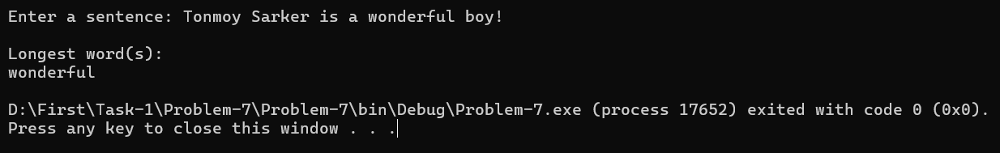 Enter a sentence: Tonmoy Sarker is a wonderful boy!
Longest word(s):
wonderful
D:\First\Task-1\Problem-7\Problem-7\bin\Debug\Problem-7.exe (process 17652) exited with code 0 (0x0).
Press any key to close this window . . .